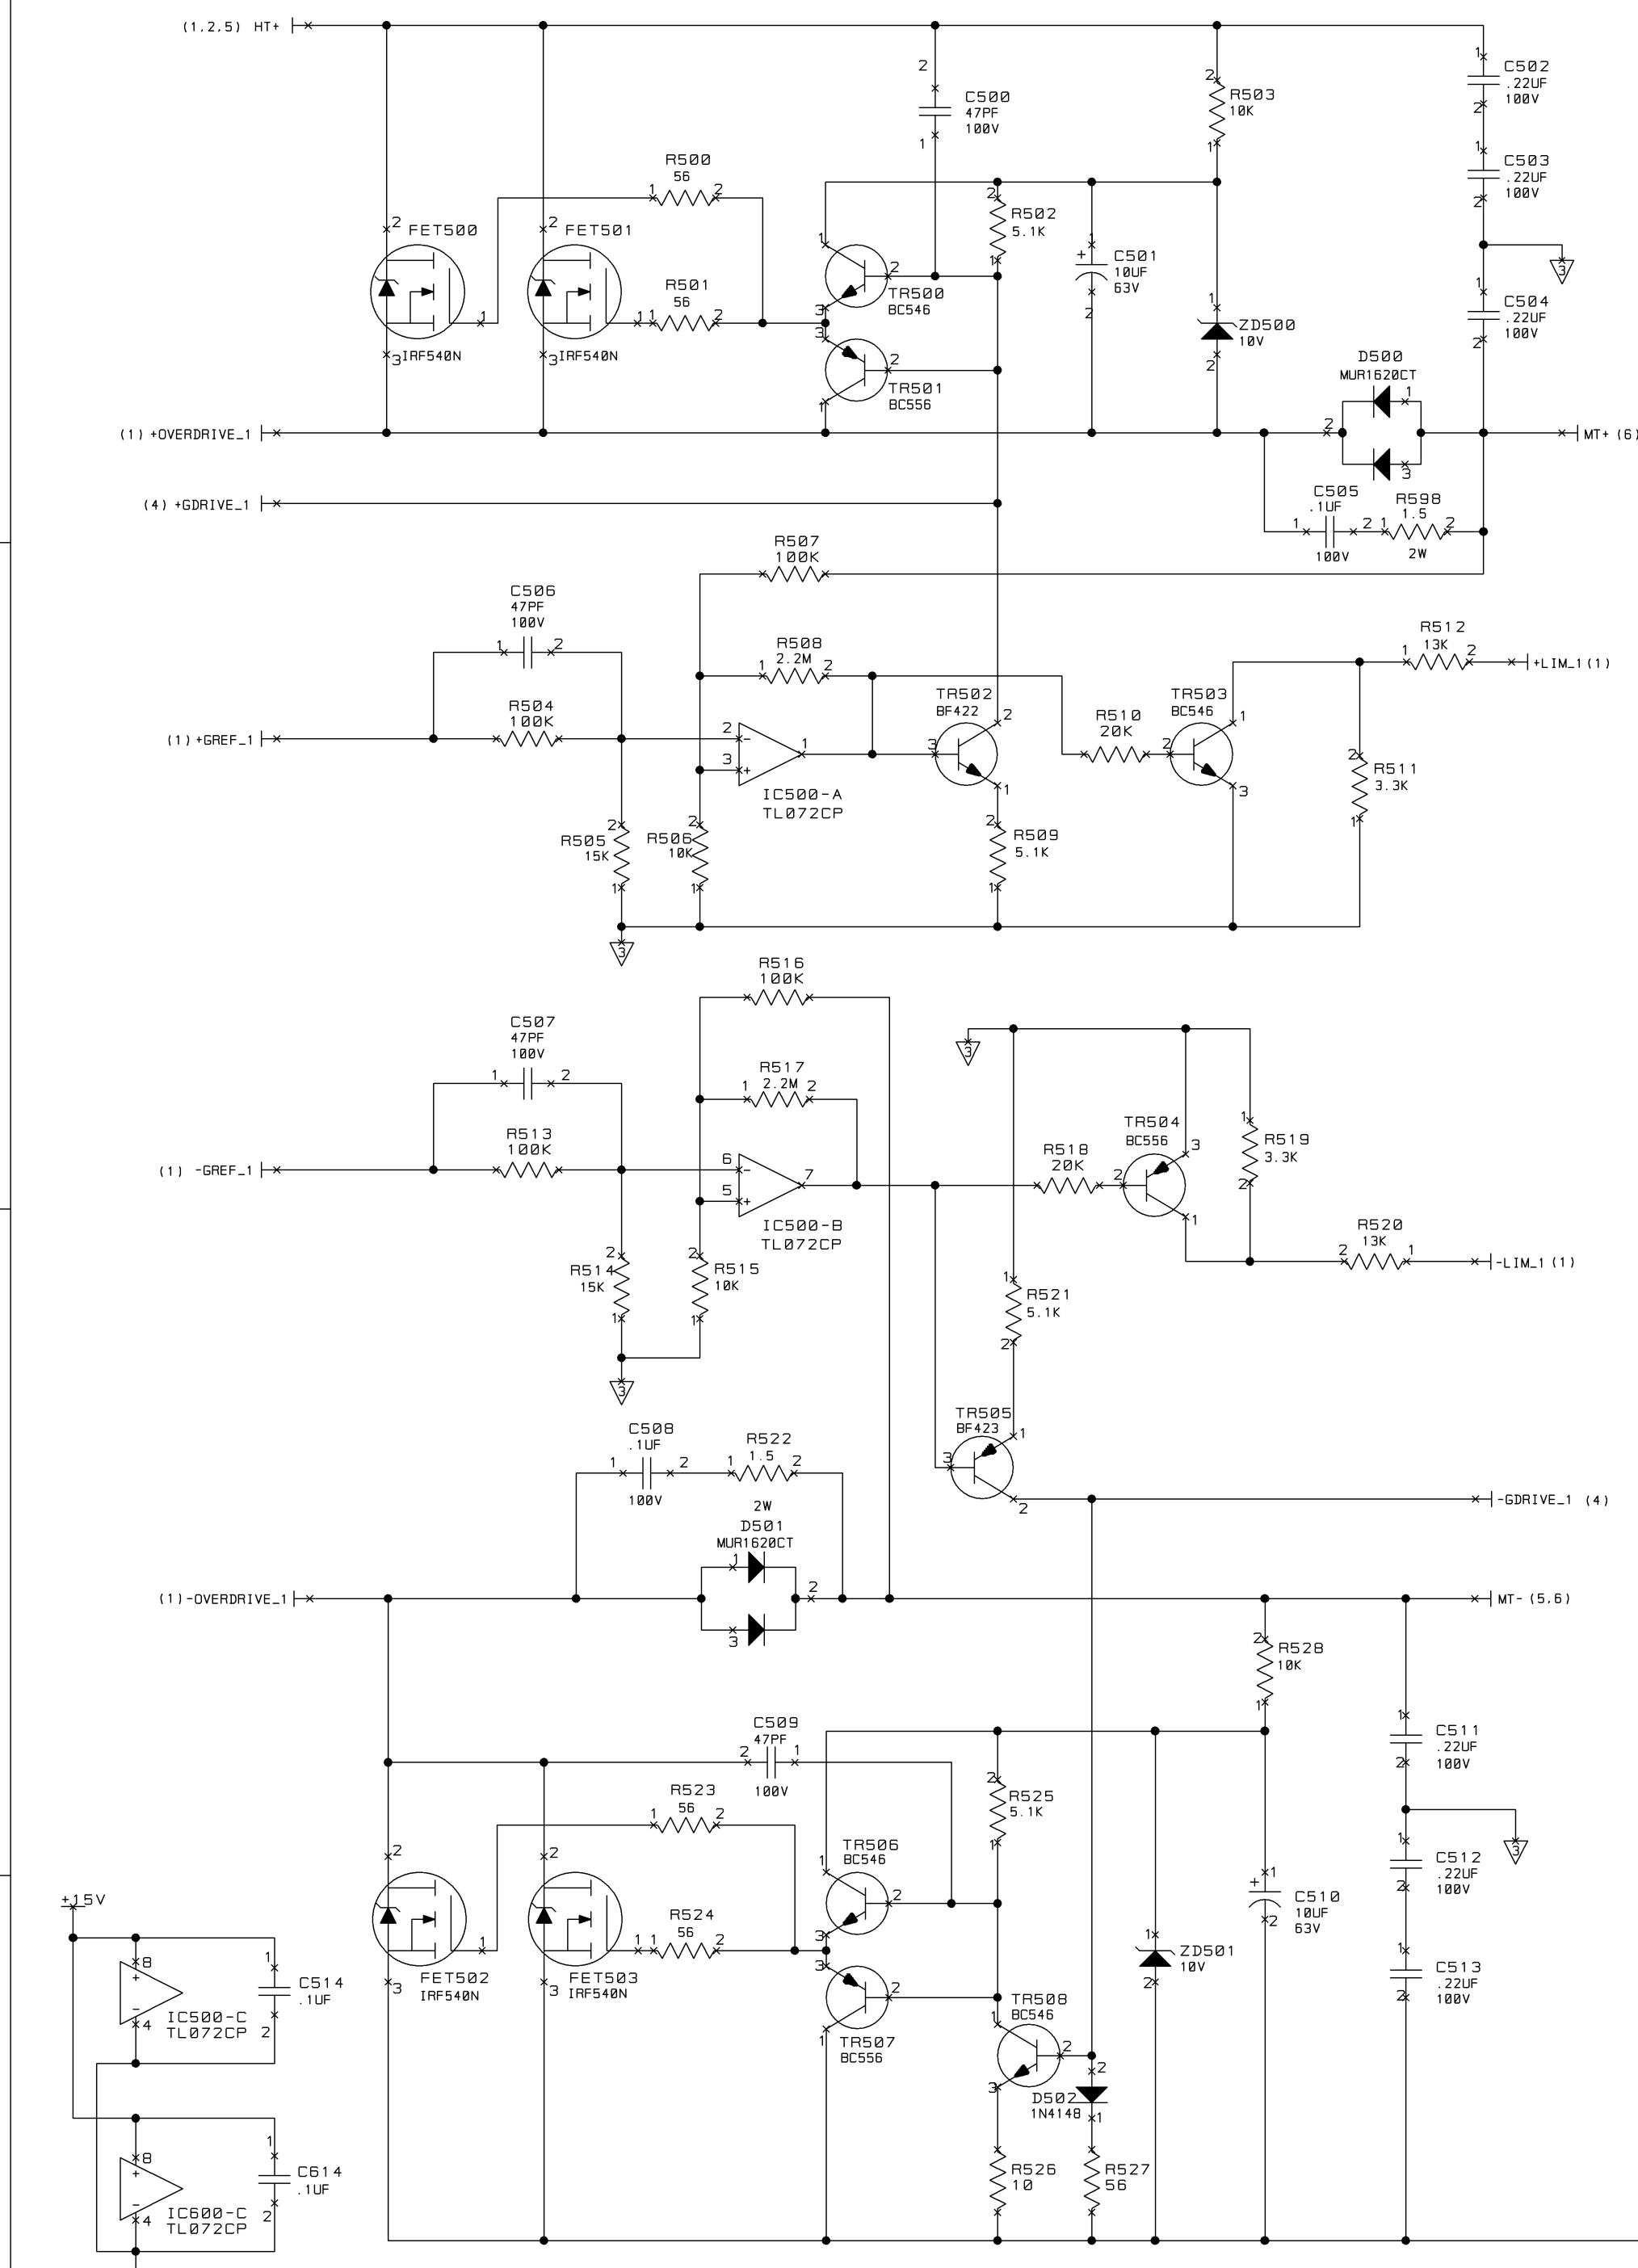 (1,2,5) HT+
C502
.22UF
100V
C500
47PF
100V
R503
10K
C503
.22UF
100V
R500
56
R502
5.1K
FET500
FET501
TR500
BC546
C501
10UF
63V
3
R501
56
C504
.22UF
100V
ZD500
10V
IRF540N
IRF540N
D500
MUR1620CT
TR501
BC556
(1) +OVERDRIVE_1
MT+ (6)
(4) +GDRIVE_1
C505
.1UF
100V
R598
1.5
2W
R507
100K
C506
47PF
100V
R508
2.2M
R512
13K
+LIM_1 (1)
TR502
BF422
TR503
BC546
R504
100K
R510
20K
(1) +GREF_1
R511
3.3K
IC500-A
TL072CP
R505
15K
R506
10K
R509
5.1K
3
R516
100K
C507
47PF
100V
3
R517
2.2M
TR504
BC556
R513
100K
R518
20K
R519
3.3K
(1) -GREF_1
IC500-B
TL072CP
R520
13K
-LIM_1 (1)
R514
15K
R515
10K
R521
5.1K
3
TR505
BF423
C508
.1UF
100V
R522
1.5
2W
-GDRIVE_1 (4)
D501
MUR1620CT
(1) -OVERDRIVE_1
MT- (5,6)
R528
10K
C509
47PF
100V
C511
.22UF
100V
R523
56
R525
5.1K
TR506
BC546
3
C512
.22UF
100V
+15V
C510
10UF
63V
R524
56
ZD501
10V
C513
.22UF
100V
FET502
IRF540N
FET503
IRF540N
C514
.1UF
IC500-C
TL072CP
TR508
BC546
TR507
BC556
D502
1N4148
C614
.1UF
R526
10
R527
56
IC600-C
TL072CP